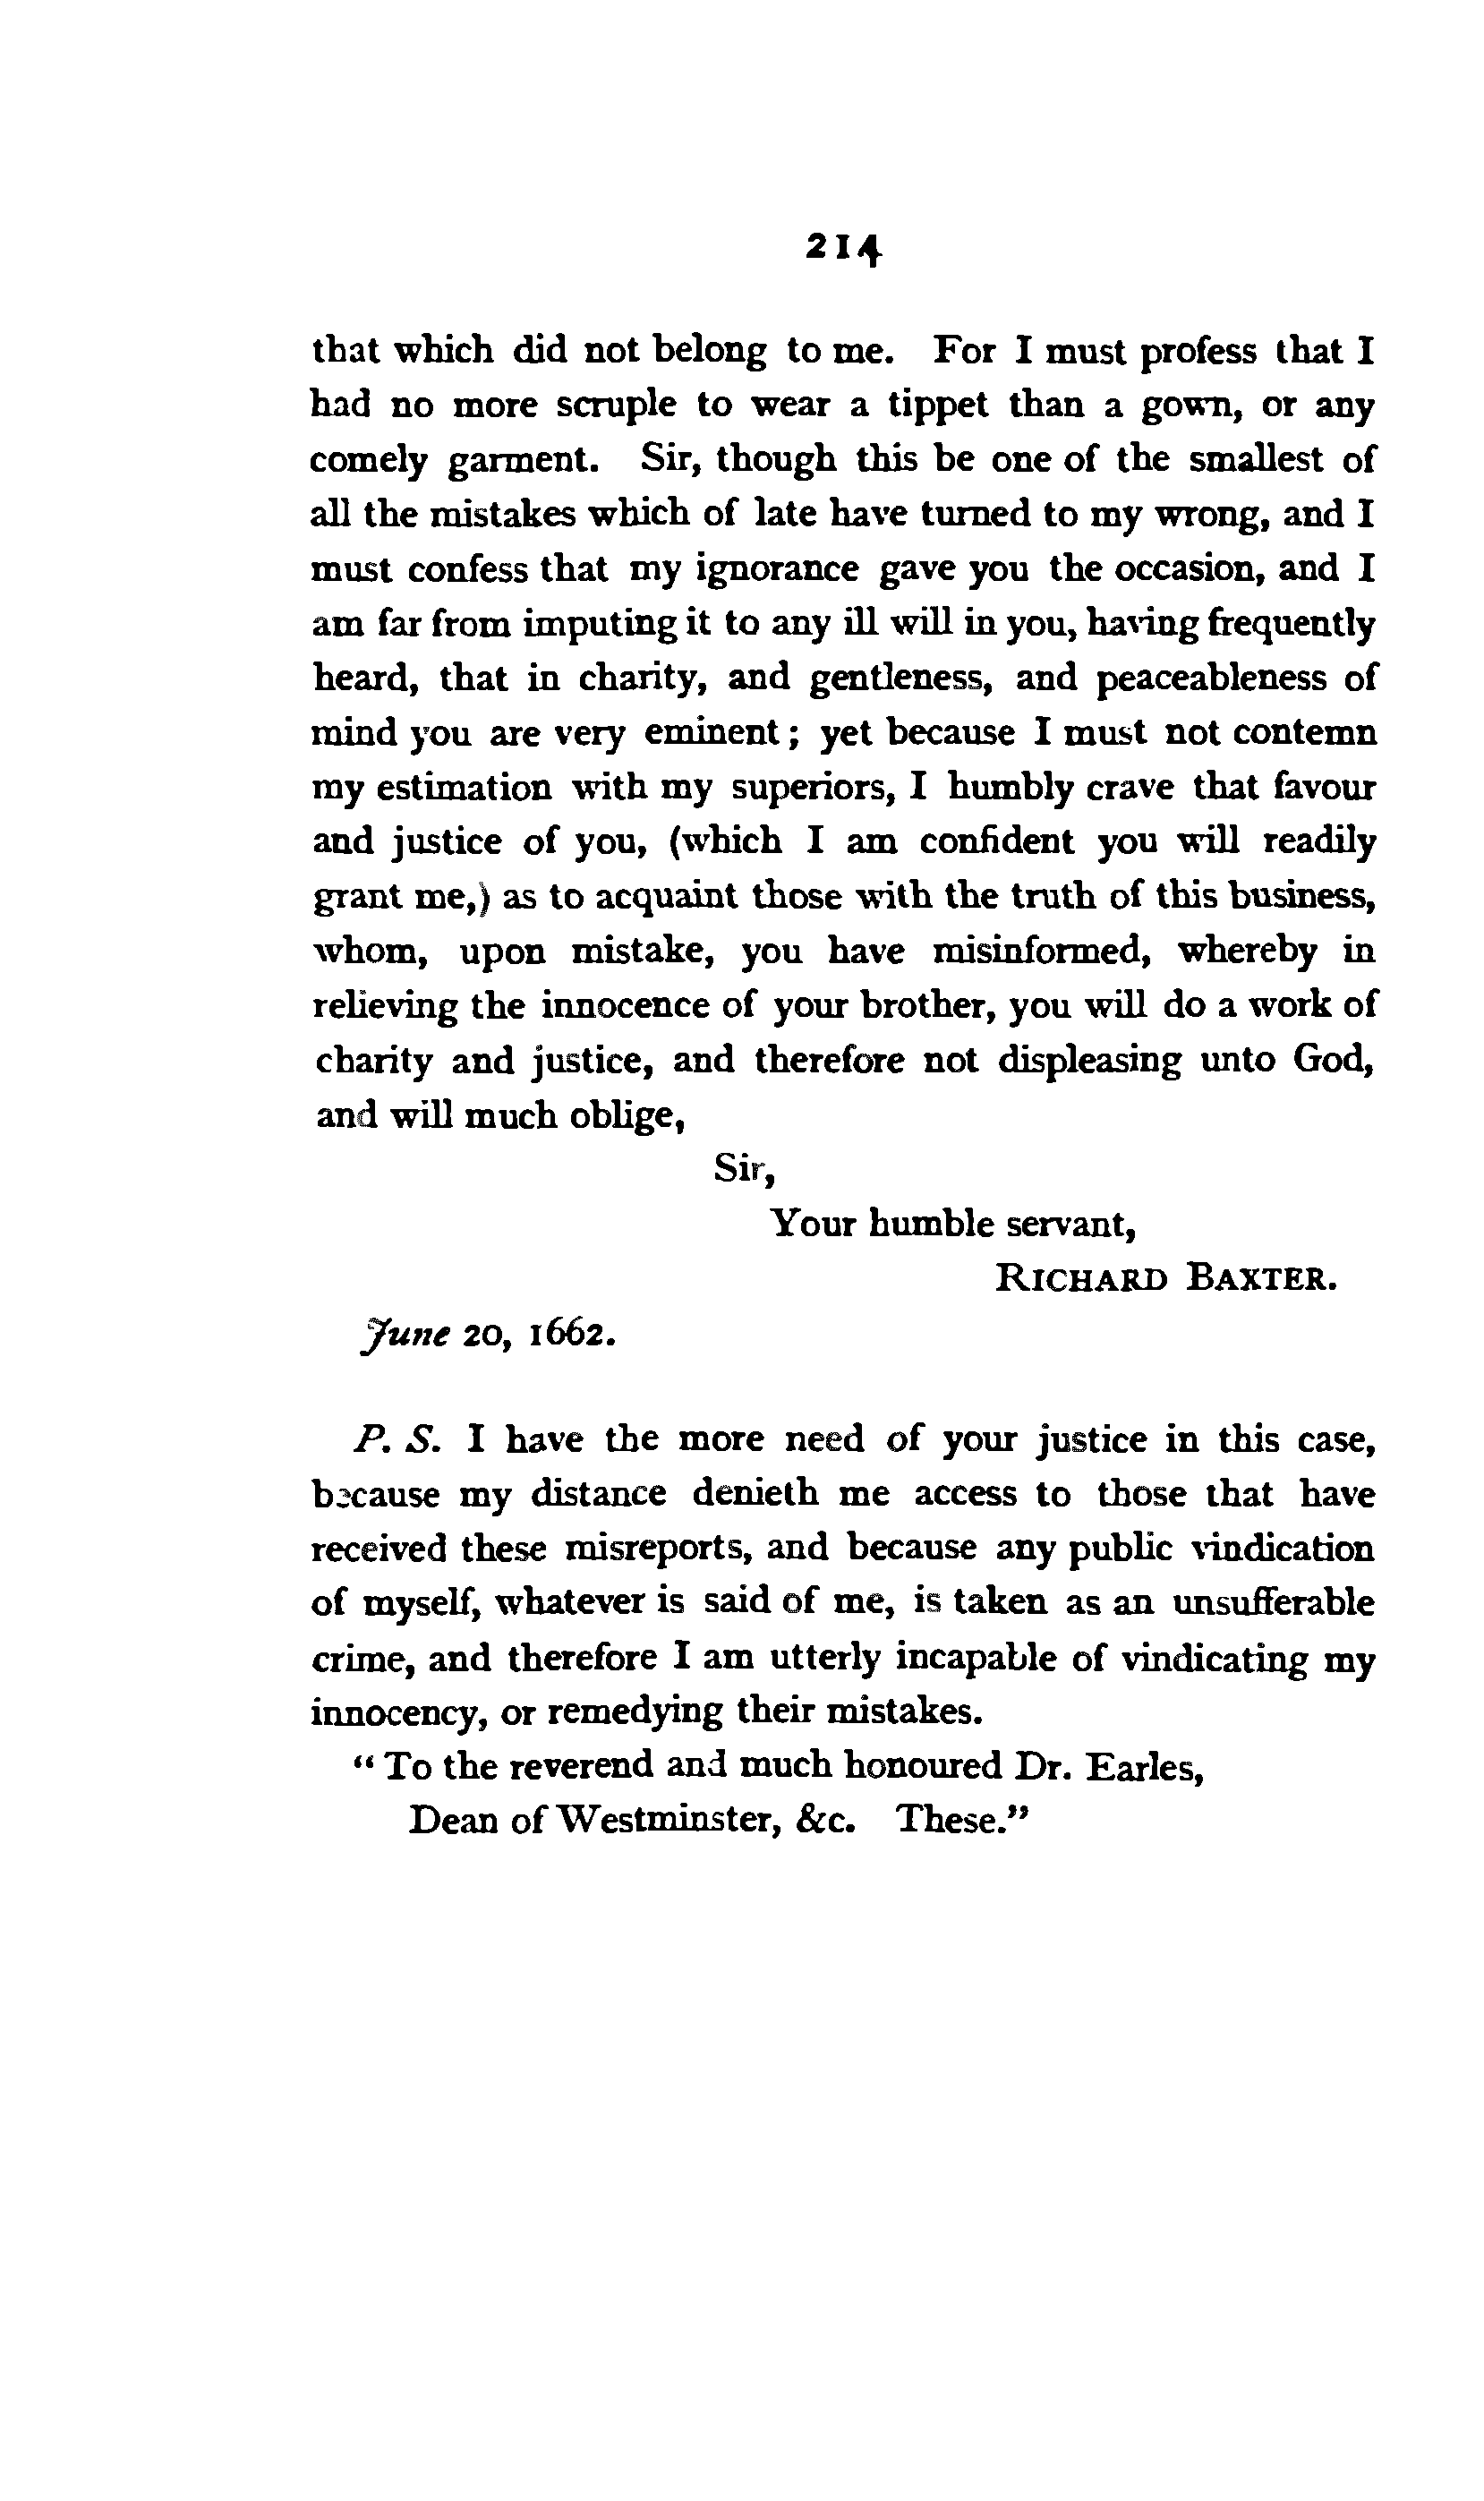 214
that which did not belong to me. For I must profess that I
had no more scruple to wear a tippet than a gown, or any
comely garment. Sir, though this be one of the smallest of
all the mistakes which of late have turned to my wrong, and I
must confess that my ignorance gave you the occasion, and I
am far from imputing it to any ill will in you, having frequently
heard, that in charity, and gentleness, and peaceableness of
mind you are very eminent; yet because I must not contemn
my estimation with my superiors, I humbly crave that favour
and justice of you, (which I am confident you will readily
grant me,) as to acquaint those with the truth of this business,
whom, upon mistake, you have misinformed, whereby in
relieving the innocence of your brother, you will do a work of
charity and justice, and therefore not displeasing unto God,
and will much oblige,
Sir,
Your humble servant,
RICHARD BAXTER.
June 20, 1662.
P. S. I have the more need of your justice in this case,
because my distance denieth me access to those that have
received these misreports, and because any public vindication
of myself, whatever is said of me, is taken as an unsufferable
crime, and therefore I am utterly incapable of vindicating my
innocency, or remedying their mistakes.
“To the reverend and much honoured Dr. Earles,
Dean of Westminster, &c. These.”